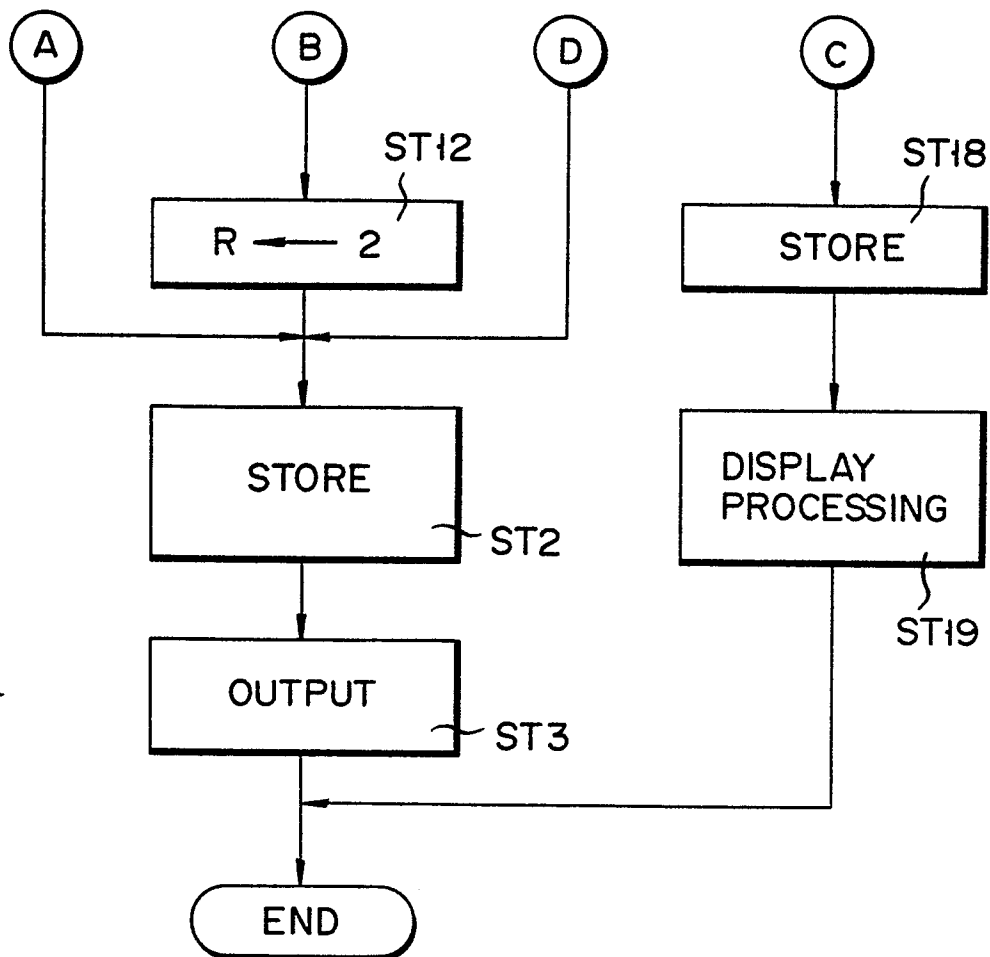 A
B
D
C
ST12
ST18
R ← 2
STORE
STORE
ST2
DISPLAY
PROCESSING
ST19
OUTPUT
ST3
END